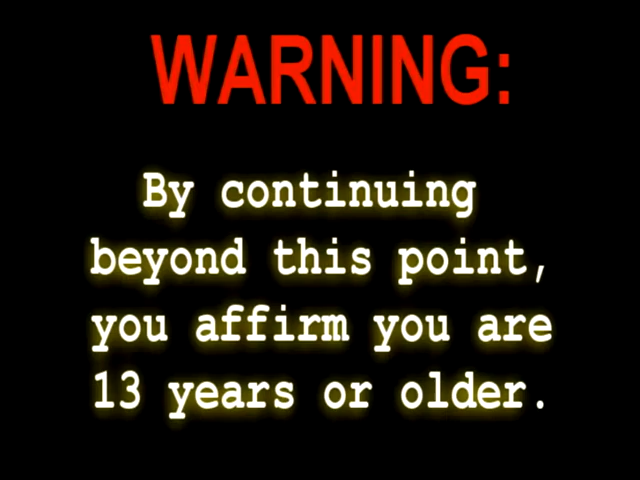 WARNING:
By continuing
beyond this point,
you affirm you are
13 years or older.